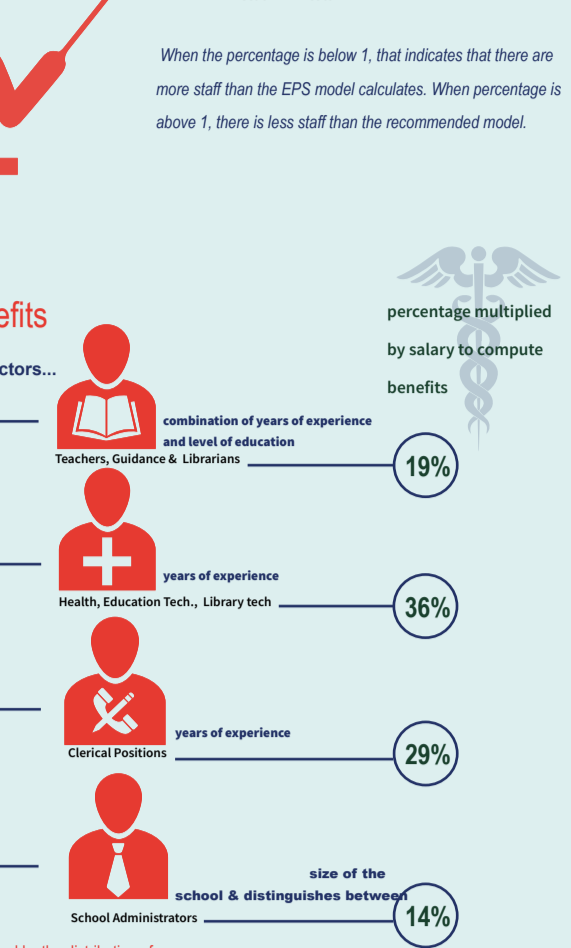 When the percentage is below 1, that indicates that there are
more staff than the EPS model calculates. When percentage is
above 1, there is less staff than the recommended model.
efits
percentage multiplied
by salary to compute
benefits
ctors...
combination of years of experience
and level of education
Teachers, Guidance & Librarians
19%
years of experience
Health, Education Tech., Library tech
36%
years of experience
Clerical Positions
29%
size of the
school & distinguishes between
School Administrators
14%